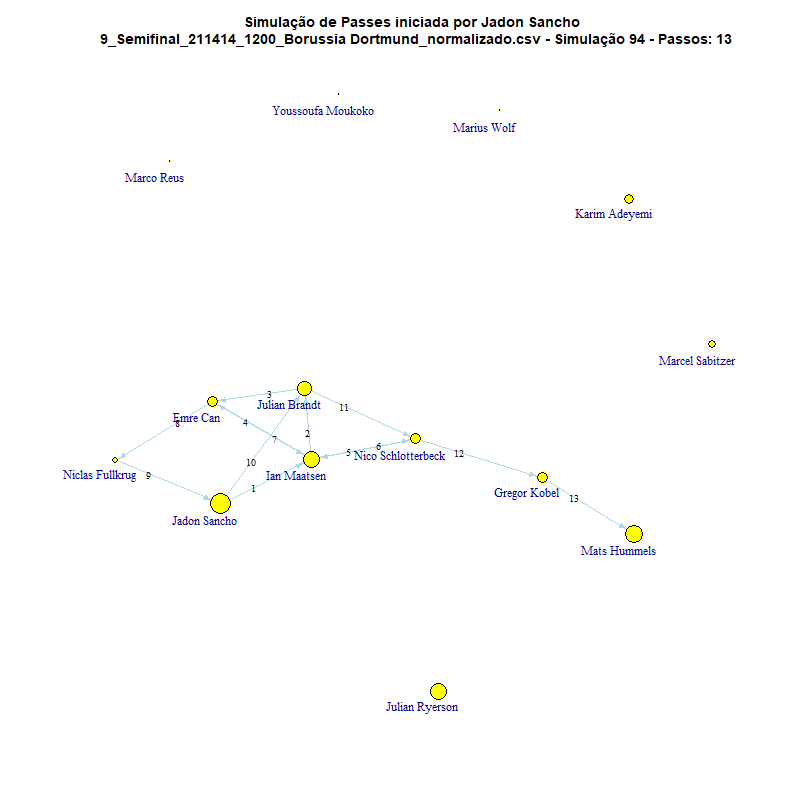 Simulação de Passes iniciada por Jadon Sancho
9_Semifinal_211414_1200_Borussia Dortmund_normalizado.csv - Simulação 94 - Passos: 13
Youssoufa Moukoko
Marius Wolf
Marco Reus
Karim Adeyemi
Marcel Sabitzer
3
Julian Brandt
11
Emre Can
8
4
7
2
6
5
Nico Schlotterbeck
12
10
9
Niclas Fullkrug
Ian Maatsen
1
Gregor Kobel
13
Jadon Sancho
Mats Hummels
Julian Ryerson